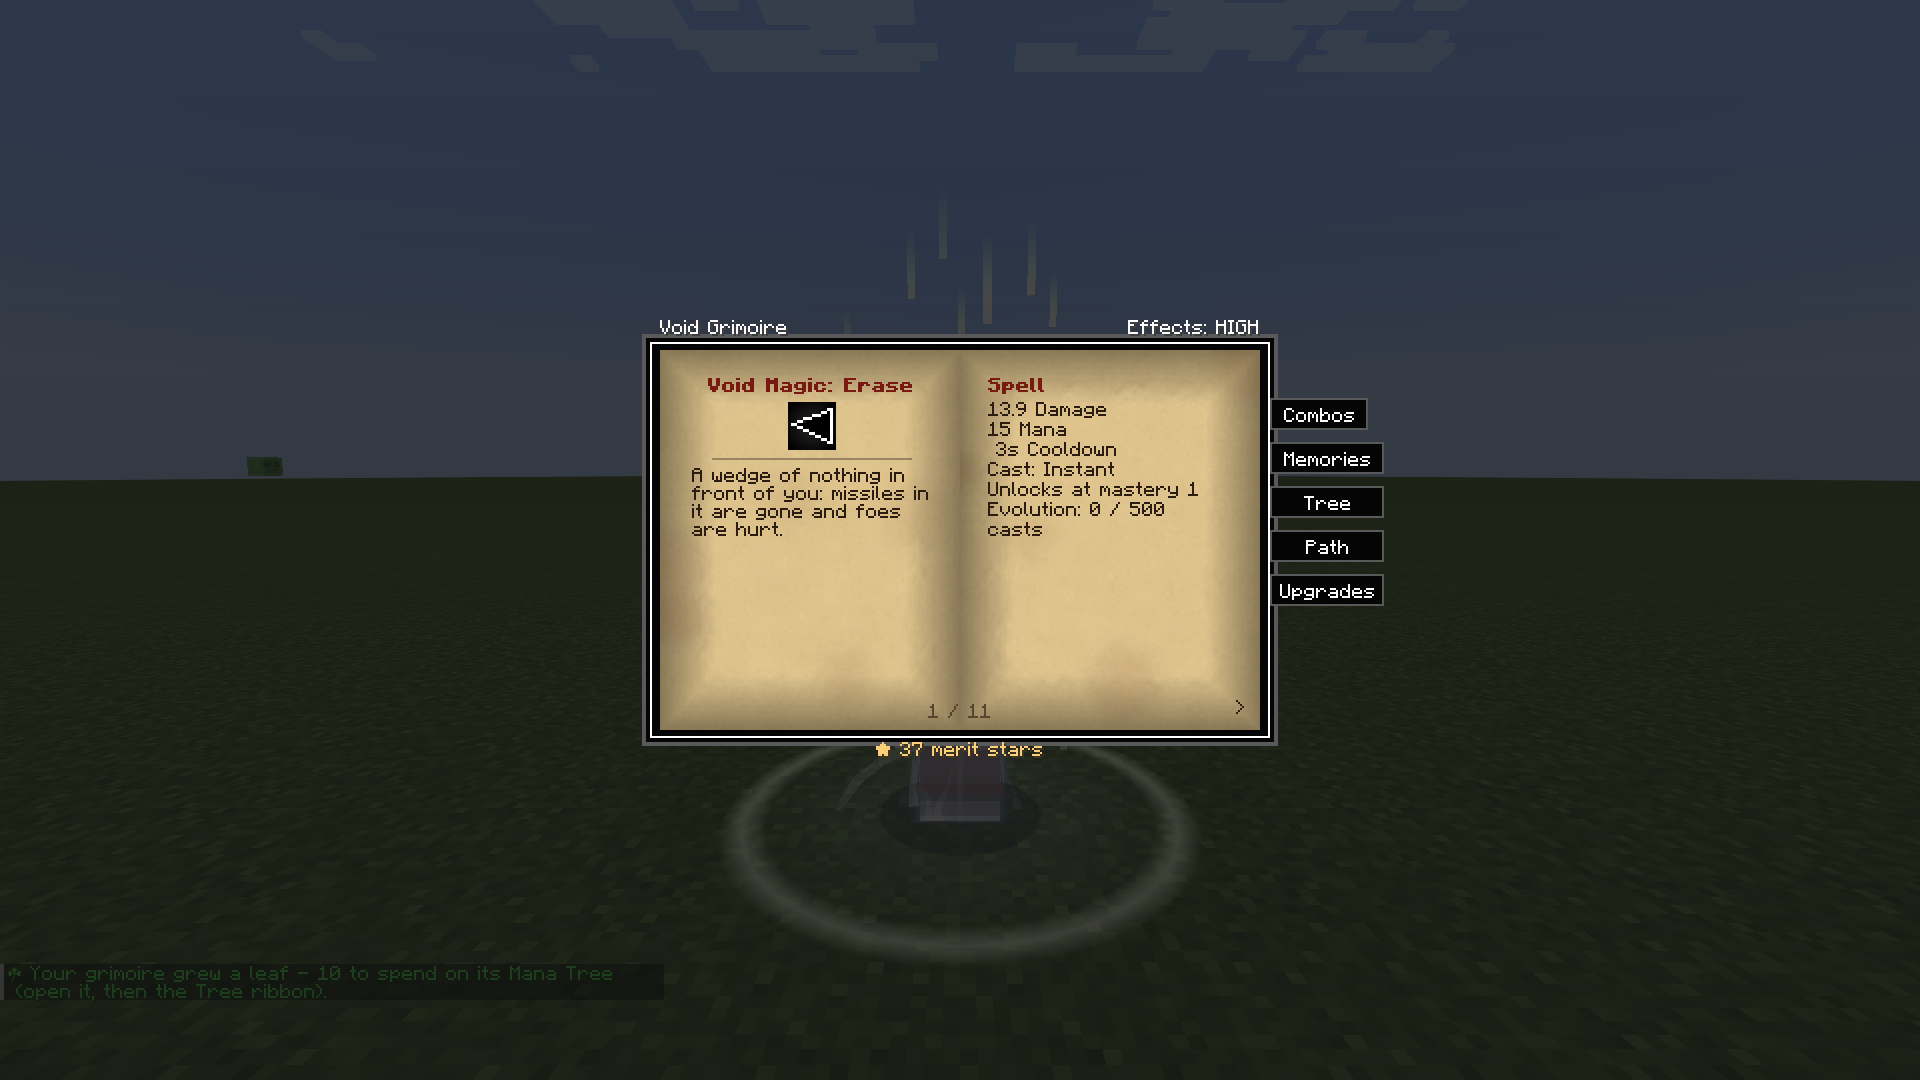 Void Grimoire
Effects: HIGH
Void Magic: Erase
A wedge of nothing in
front of you: missiles in
it are gone and foes
are hurt.
Spell
13.9 Damage
15 Mana
3s Cooldown
Cast: Instant
Unlocks at mastery 1
Evolution: 0 / 500
casts
1 / 11
>
Combos
Memories
Tree
Path
Upgrades
★ 37 merit stars
☘ Your grimoire grew a leaf - 10 to spend on its Mana Tree
(open it, then the Tree ribbon).